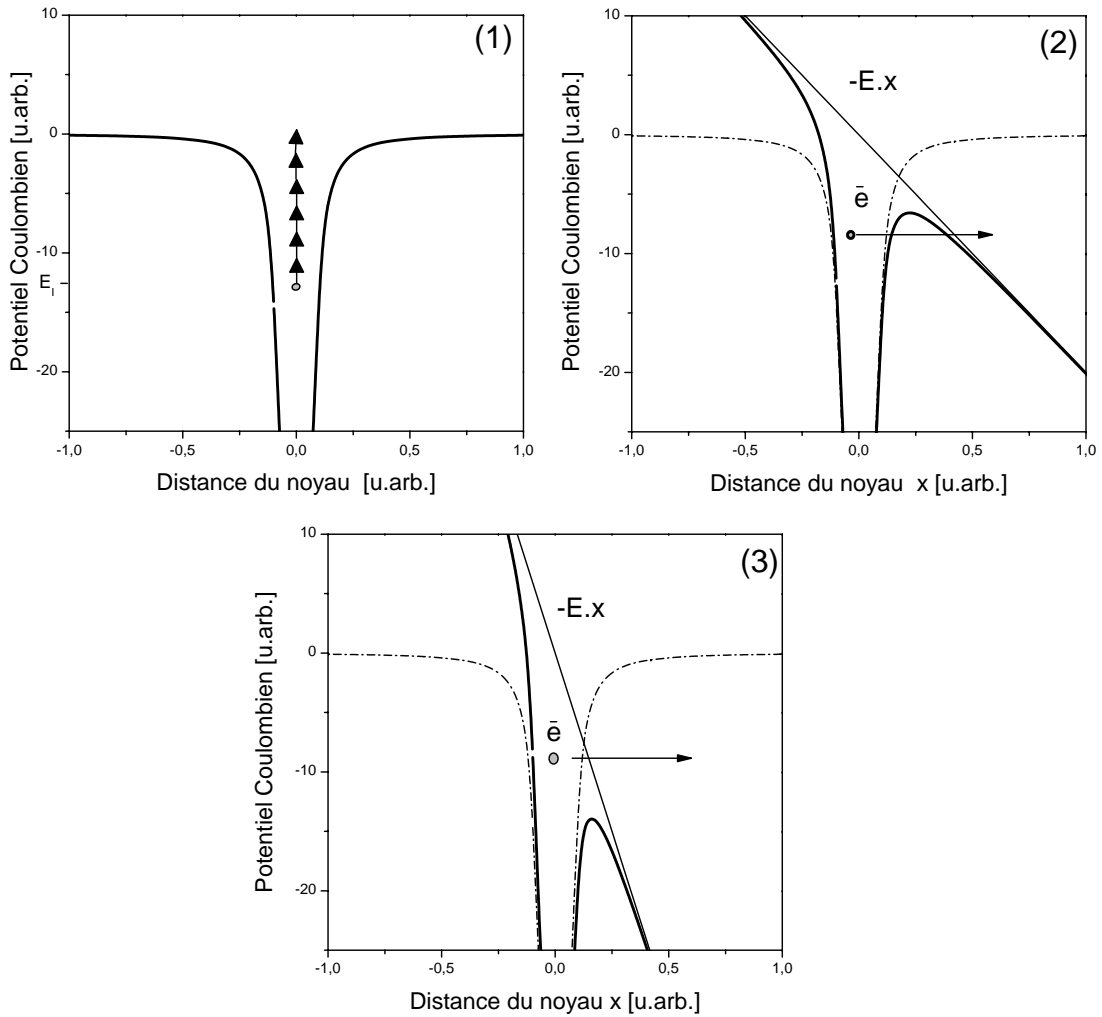 (1)
Potentiel Coulombien [u.arb.]
10
0
-10
E_I
-20
-1,0 -0,5 0,0 0,5 1,0
Distance du noyau [u.arb.]
(2)
-E.x
e̅
Potentiel Coulombien [u.arb.]
10
0
-10
-20
-1,0 -0,5 0,0 0,5 1,0
Distance du noyau x [u.arb.]
(3)
-E.x
e̅
Potentiel Coulombien [u.arb.]
10
0
-10
-20
-1,0 -0,5 0,0 0,5 1,0
Distance du noyau x [u.arb.]